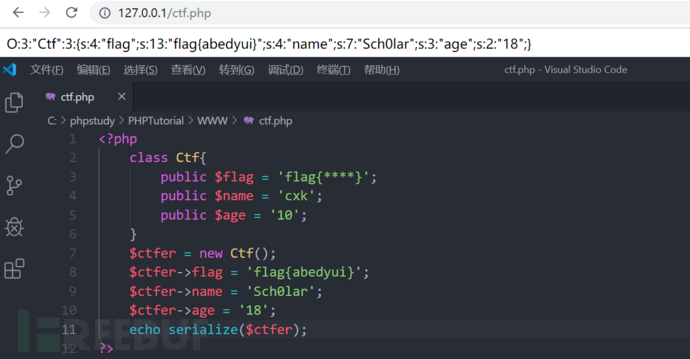 127.0.0.1/ctf.php
O:3:"Ctf":3:{s:4:"flag";s:13:"flag{abedyui}";s:4:"name";s:7:"Sch0lar";s:3:"age";s:2:"18";}
文件(F) 编辑(E) 选择(S) 查看(V) 转到(G) 调试(D) 终端(T) 帮助(H) ctf.php - Visual Studio Code
ctf.php
C: > phpstudy > PHPTutorial > WWW > ctf.php
1 <?php
2 class Ctf{
3 public $flag = 'flag{****}';
4 public $name = 'cxk';
5 public $age = '10';
6 }
7 $ctfer = new Ctf();
8 $ctfer->flag = 'flag{abedyui}';
9 $ctfer->name = 'Sch0lar';
10 $ctfer->age = '18';
11 echo serialize($ctfer);
12 ?>
FREEBUF